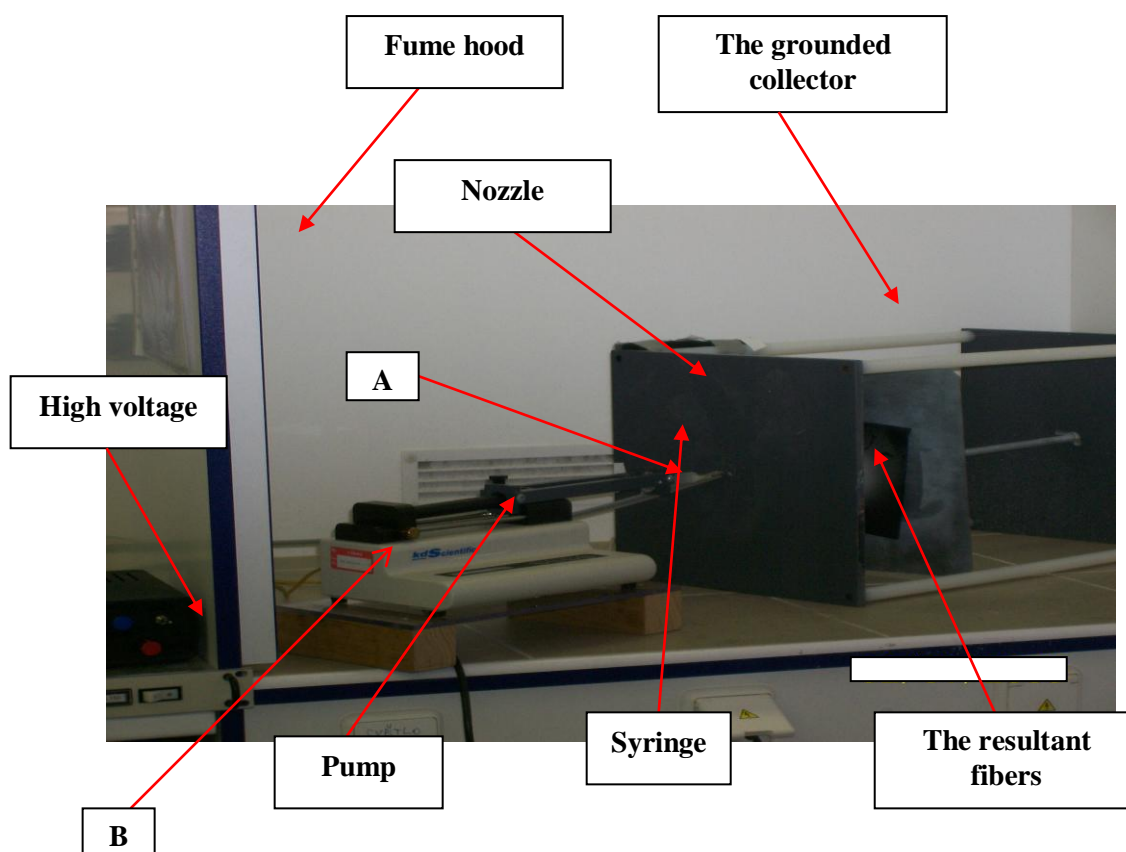 Fume hood
The grounded
collector
Nozzle
A
High voltage
kdScientific
Pump
Syringe
The resultant
fibers
B